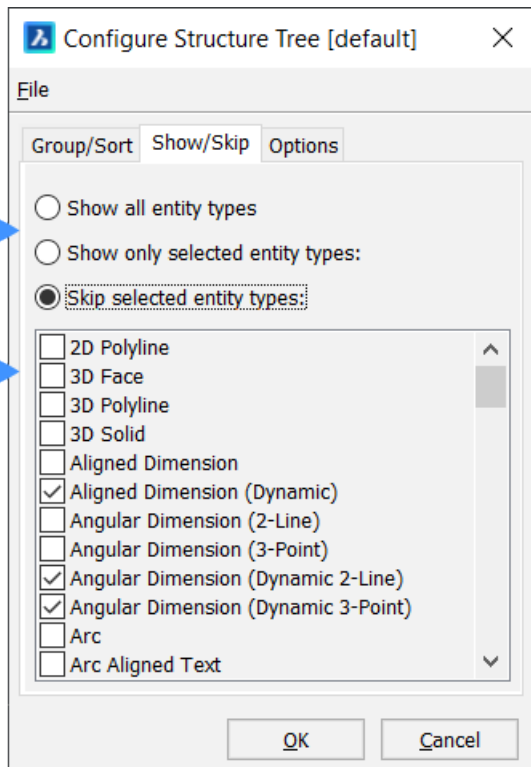 Configure Structure Tree [default]
File
Group/Sort Show/Skip Options
Show all entity types
Show only selected entity types:
Skip selected entity types:
2D Polyline
3D Face
3D Polyline
3D Solid
Aligned Dimension
Aligned Dimension (Dynamic)
Angular Dimension (2-Line)
Angular Dimension (3-Point)
Angular Dimension (Dynamic 2-Line)
Angular Dimension (Dynamic 3-Point)
Arc
Arc Aligned Text
OK Cancel